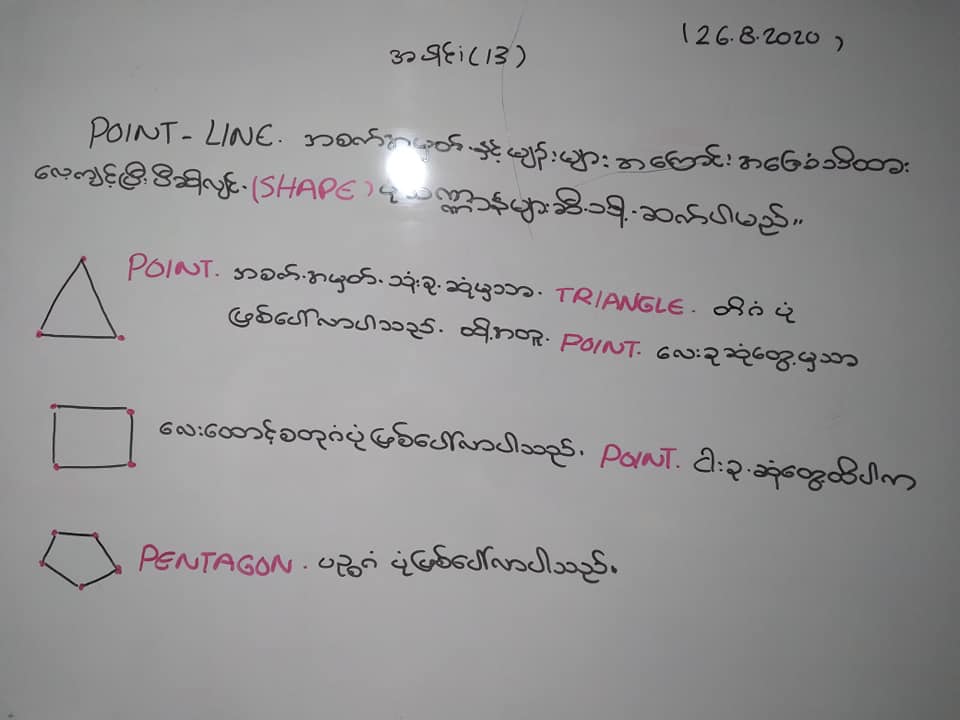 (26.8.2020)
အပိုင်း(13)
POINT - LINE. အစက်အမှတ်.နှင့်မျဉ်းများ အကြောင်း အခြေခံသိထား
လေ့ကျင့်ပြီးပြီဆိုလျှင်.(SHAPE) ပုံသဏ္ဍာန်များဆီ.သို့.ဆက်ပါမည်။
POINT. အစက်.အမှတ်.သုံးခု.ဆုံမှသာ. TRIANGLE. တြိဂံ ပုံ
ဖြစ်ပေါ်လာပါသည်. ထို့အတူ. POINT. လေးခုဆုံတွေ့မှသာ
လေးထောင့်စတုဂံပုံဖြစ်ပေါ်လာပါသည်. POINT. ငါးခု.ဆုံတွေ့ထိပါက
PENTAGON. ပဉ္စဂံ ပုံဖြစ်ပေါ်လာပါသည်.